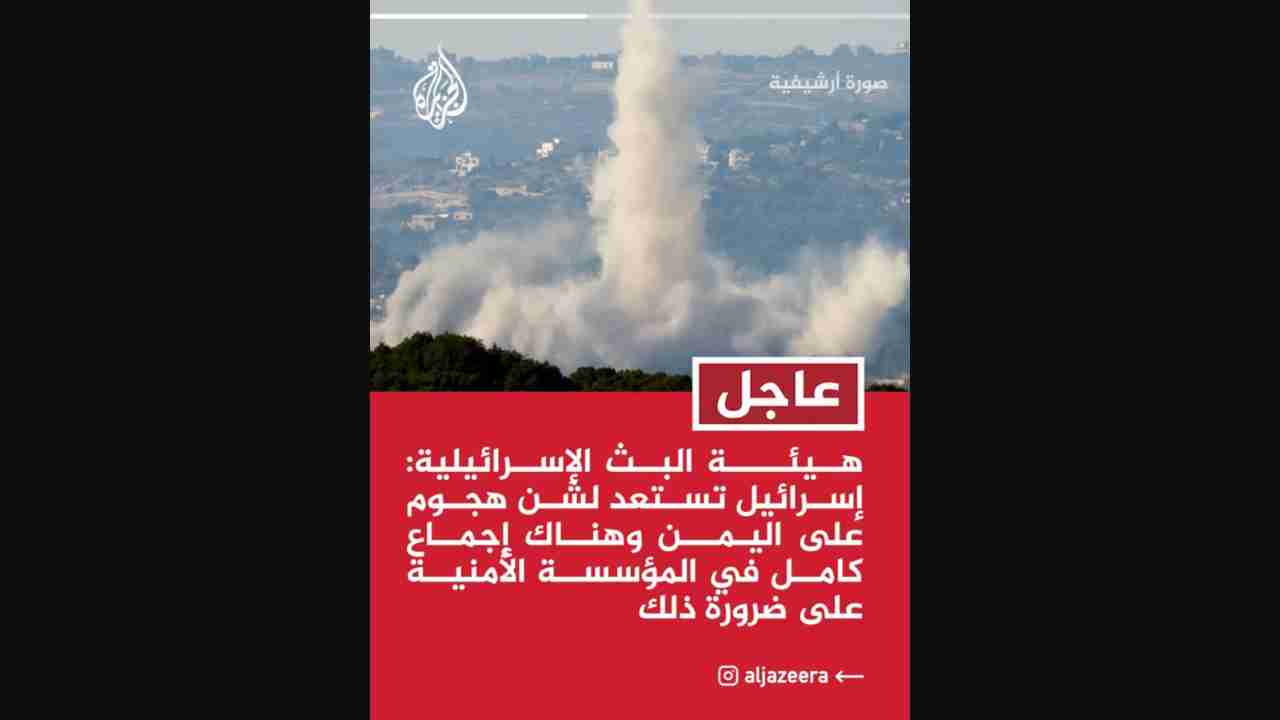 صورة أرشيفية
عاجل
هيئة البث الإسرائيلية:
إسرائيل تستعد لشن هجوم
على اليمن وهناك إجماع
كامل في المؤسسة الأمنية
على ضرورة ذلك
aljazeera